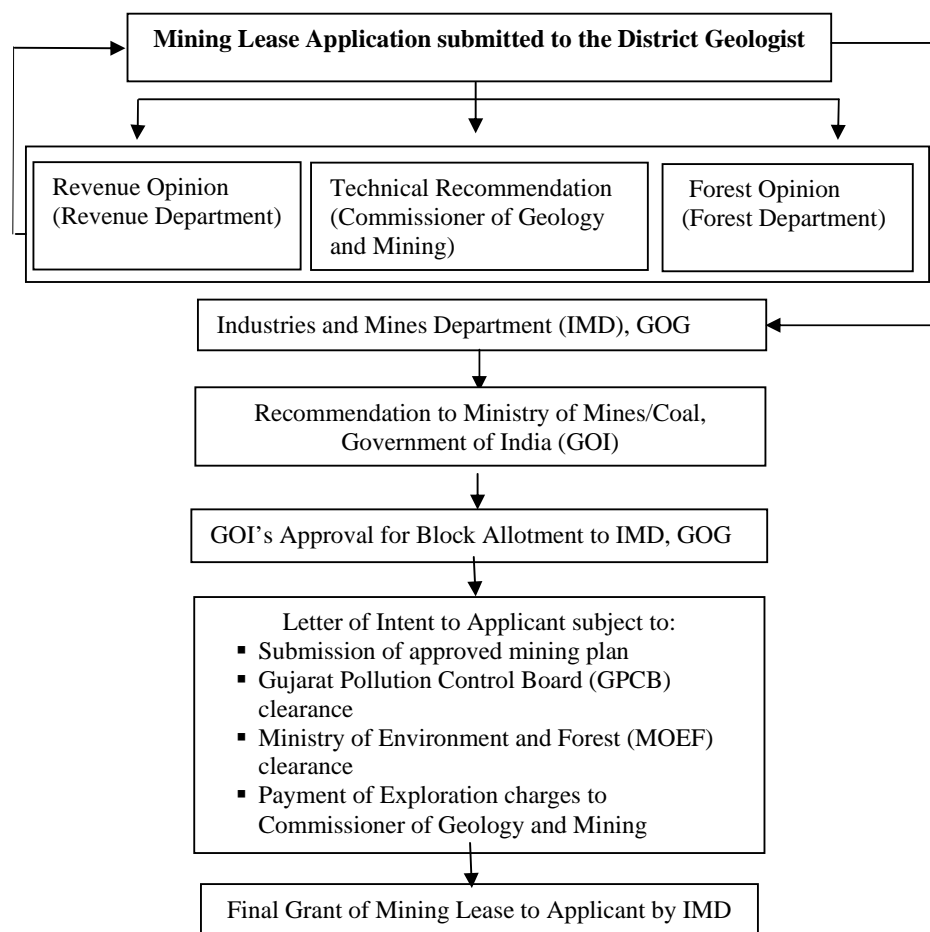 Mining Lease Application submitted to the District Geologist
Revenue Opinion
(Revenue Department)
Technical Recommendation
(Commissioner of Geology
and Mining)
Forest Opinion
(Forest Department)
Industries and Mines Department (IMD), GOG
Recommendation to Ministry of Mines/Coal,
Government of India (GOI)
GOI's Approval for Block Allotment to IMD, GOG
Letter of Intent to Applicant subject to:
▪ Submission of approved mining plan
▪ Gujarat Pollution Control Board (GPCB)
clearance
▪ Ministry of Environment and Forest (MOEF)
clearance
▪ Payment of Exploration charges to
Commissioner of Geology and Mining
Final Grant of Mining Lease to Applicant by IMD